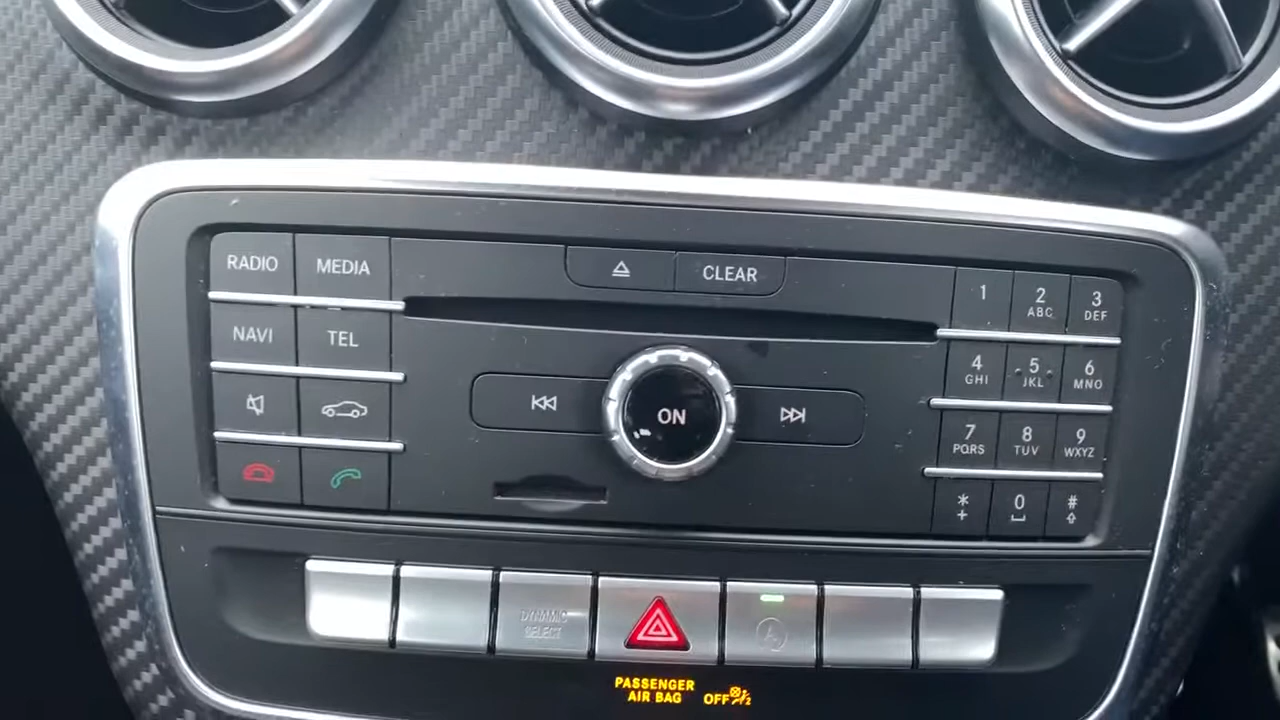 RADIO MEDIA
CLEAR
1 2 3
ABC DEF
NAVI TEL
4 5 6
GHI JKL MNO
ON
7 8 9
PQRS TUV WXYZ
* 0 #
+
DYNAMIC
SELECT
A
PASSENGER
AIR BAG OFF
2